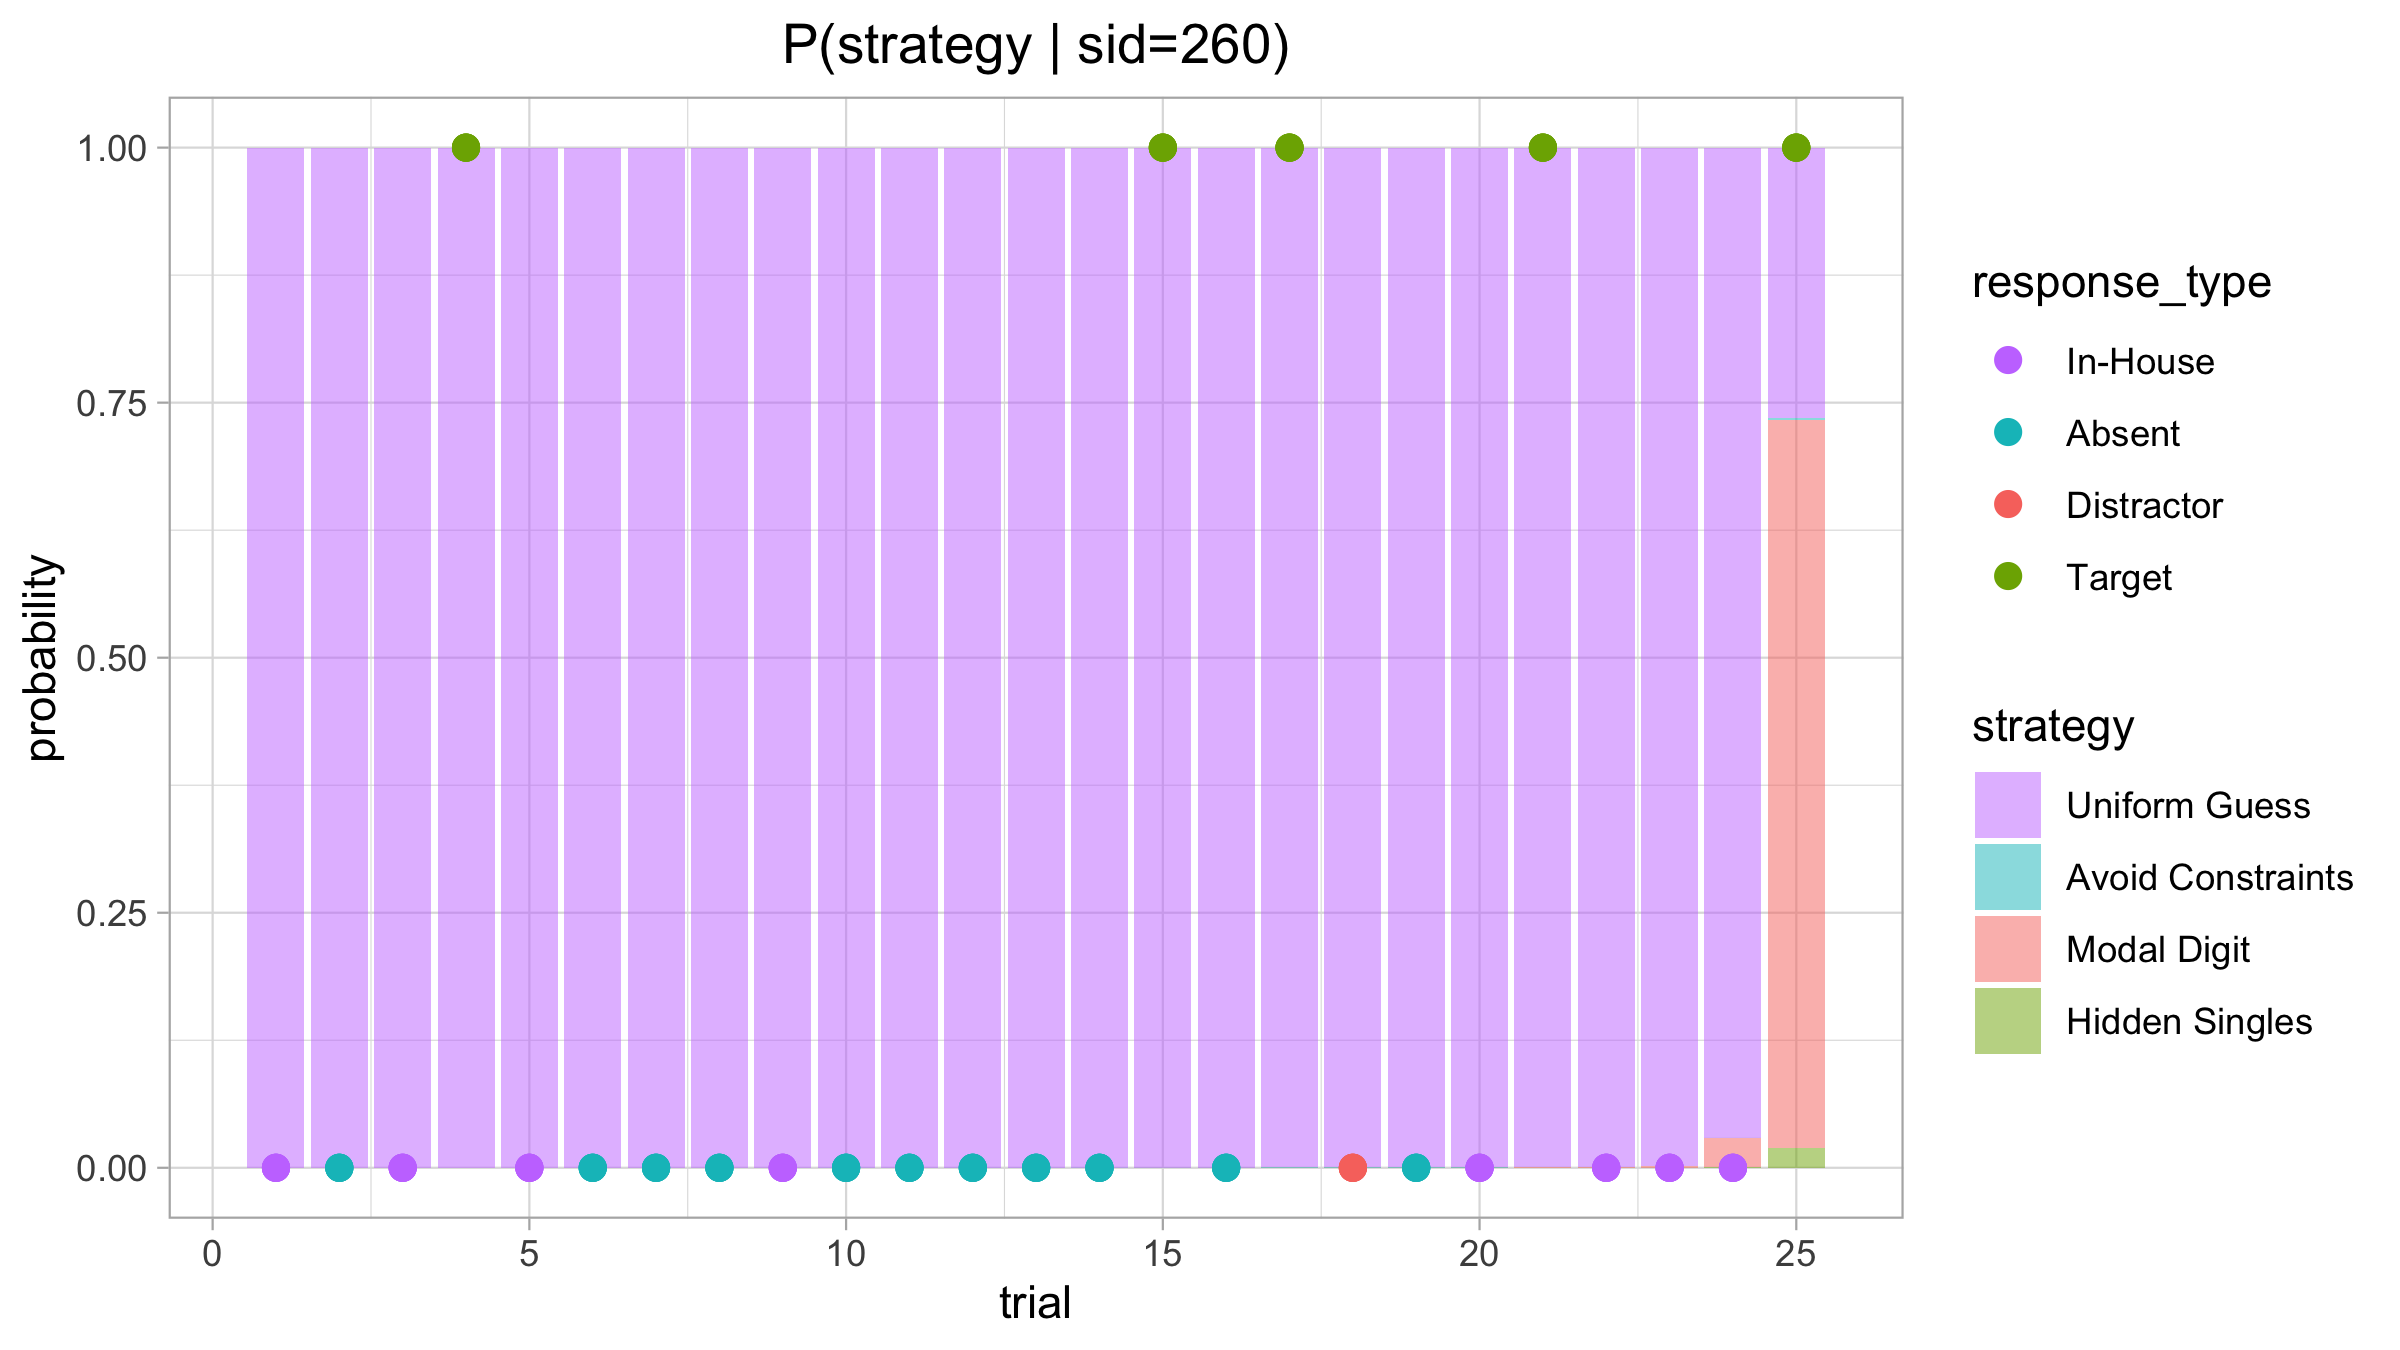 P(strategy | sid=260)
1.00
0.75
0.50
0.25
0.00
probability
0 5 10 15 20 25
trial
response_type
In-House
Absent
Distractor
Target
strategy
Uniform Guess
Avoid Constraints
Modal Digit
Hidden Singles